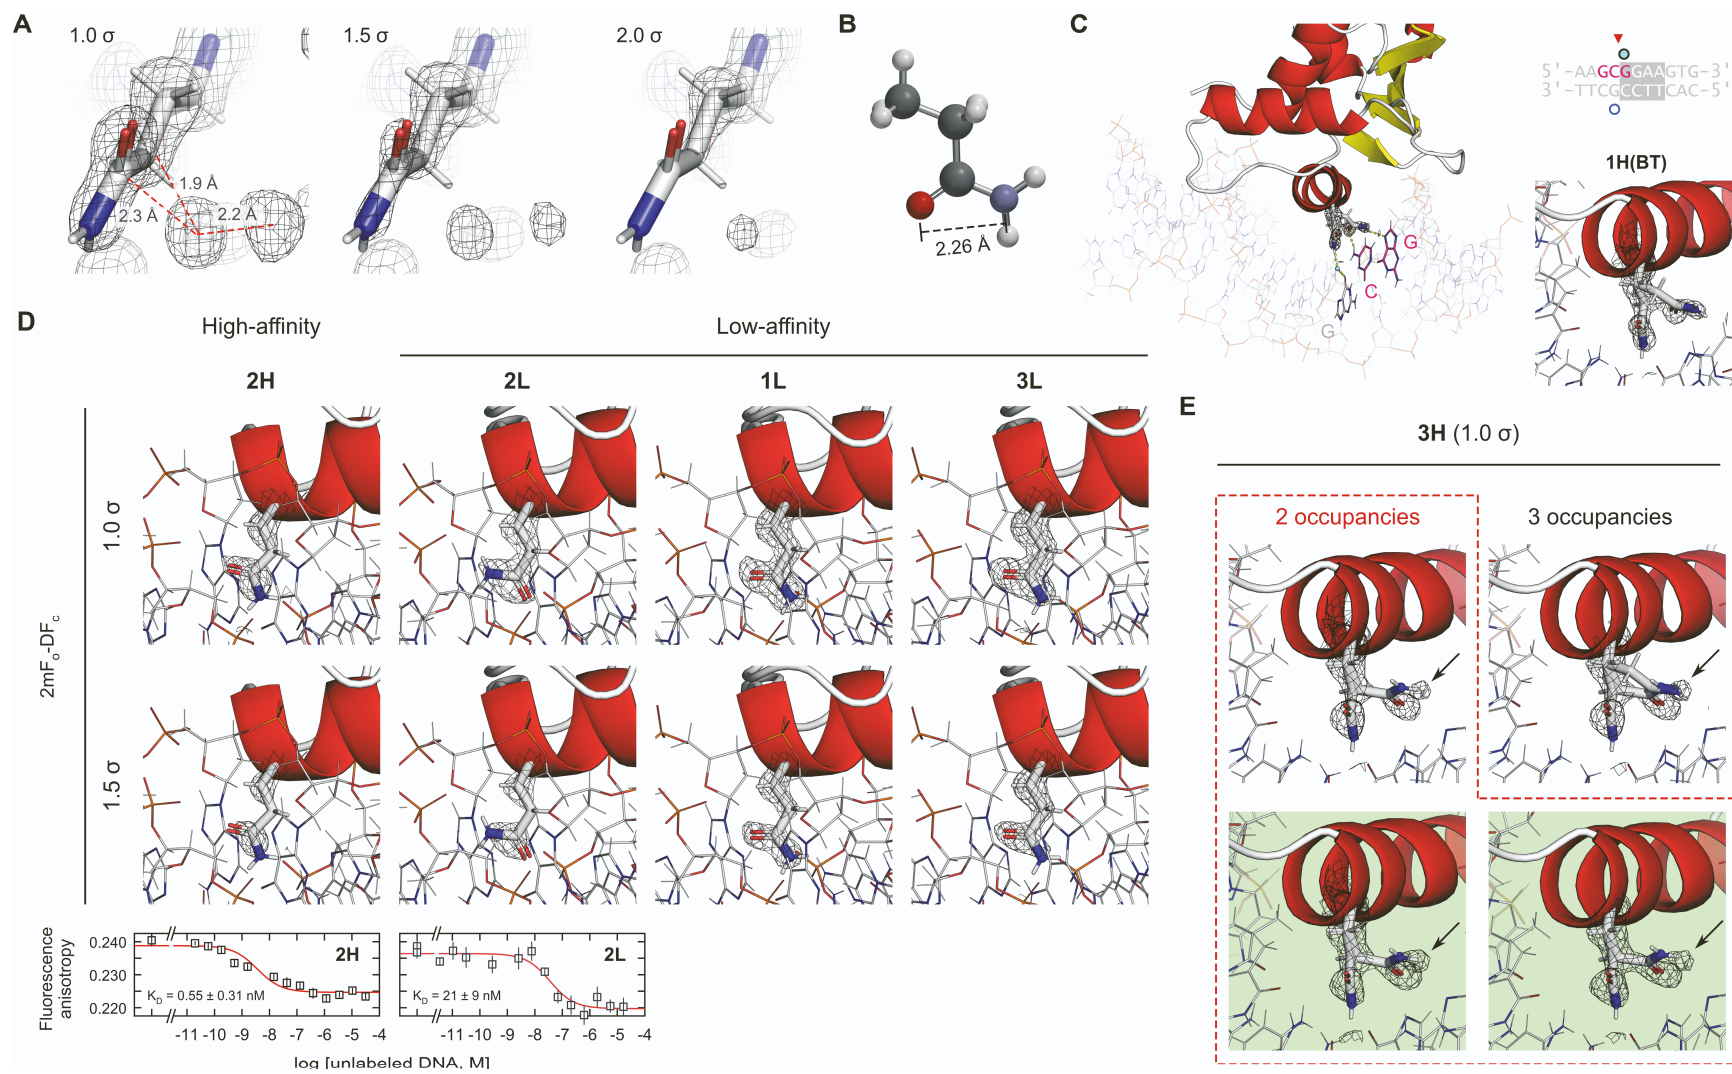 A
1.0 σ
1.5 σ
2.0 σ
1.9 Å
2.3 Å
2.2 Å
B
2.26 Å
C
G
C
G
5'-AAGCGGAAGTG-3'
3'-TTCGCCTTCAC-5'
1H(BT)
D
High-affinity
Low-affinity
2H
2L
1L
3L
1.0 σ
1.5 σ
2mFo-DFc
Fluorescence
anisotropy
0.240
0.230
0.220
2H
KD = 0.55 ± 0.31 nM
-11 -10 -9 -8 -7 -6 -5 -4
2L
KD = 21 ± 9 nM
-11 -10 -9 -8 -7 -6 -5 -4
log [unlabeled DNA, M]
E
3H (1.0 σ)
2 occupancies
3 occupancies